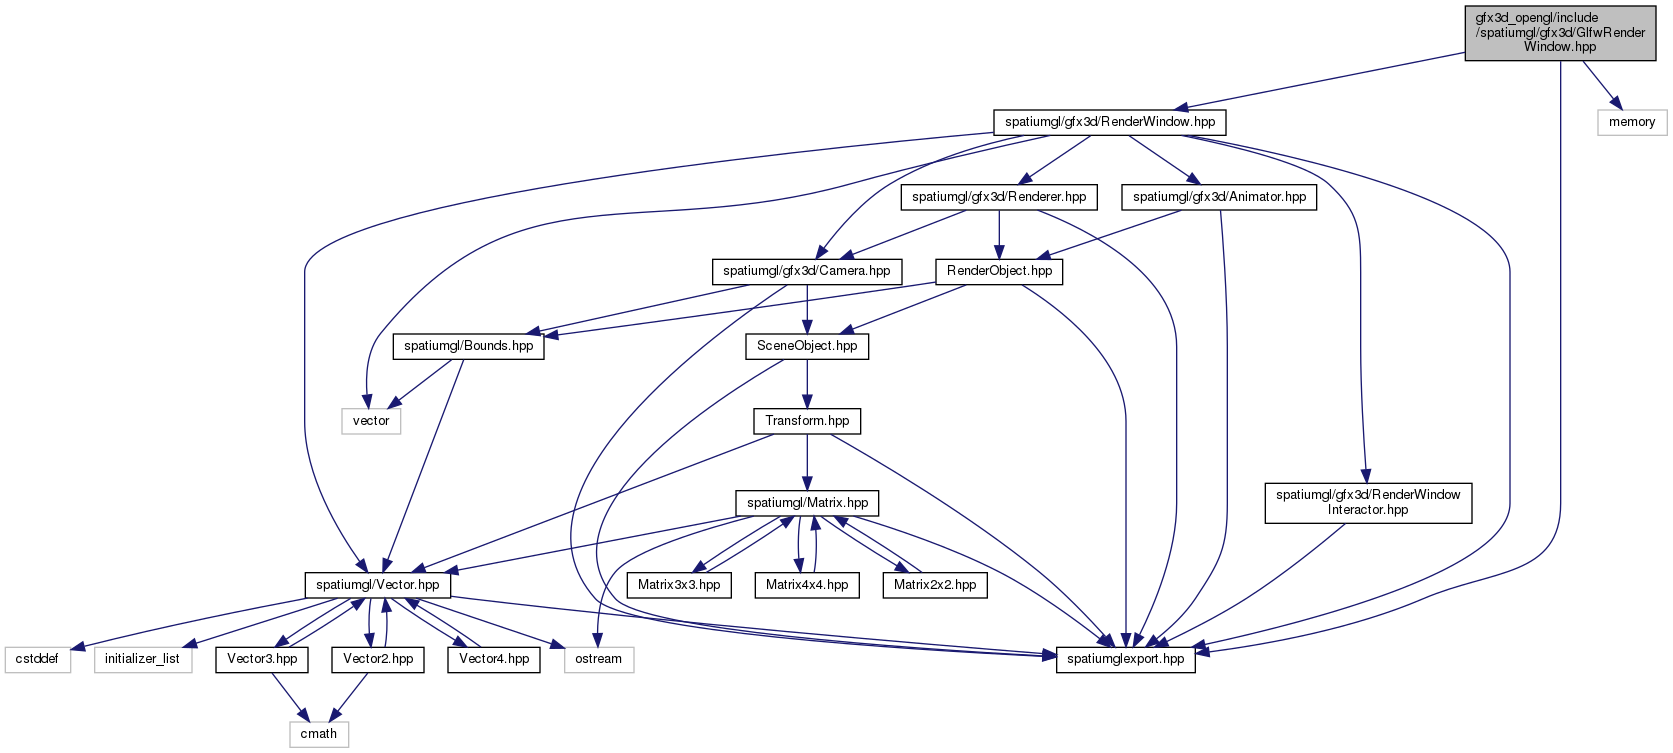 gfx3d_opengl/include
/spatiumgl/gfx3d/GlfwRender
Window.hpp
spatiumgl/gfx3d/RenderWindow.hpp
memory
spatiumgl/gfx3d/Renderer.hpp
spatiumgl/gfx3d/Animator.hpp
spatiumgl/gfx3d/Camera.hpp
RenderObject.hpp
spatiumgl/Bounds.hpp
SceneObject.hpp
vector
Transform.hpp
spatiumgl/Matrix.hpp
spatiumgl/gfx3d/RenderWindow
Interactor.hpp
spatiumgl/Vector.hpp
Matrix3x3.hpp
Matrix4x4.hpp
Matrix2x2.hpp
cstddef
initializer_list
Vector3.hpp
Vector2.hpp
Vector4.hpp
ostream
spatiumglexport.hpp
cmath